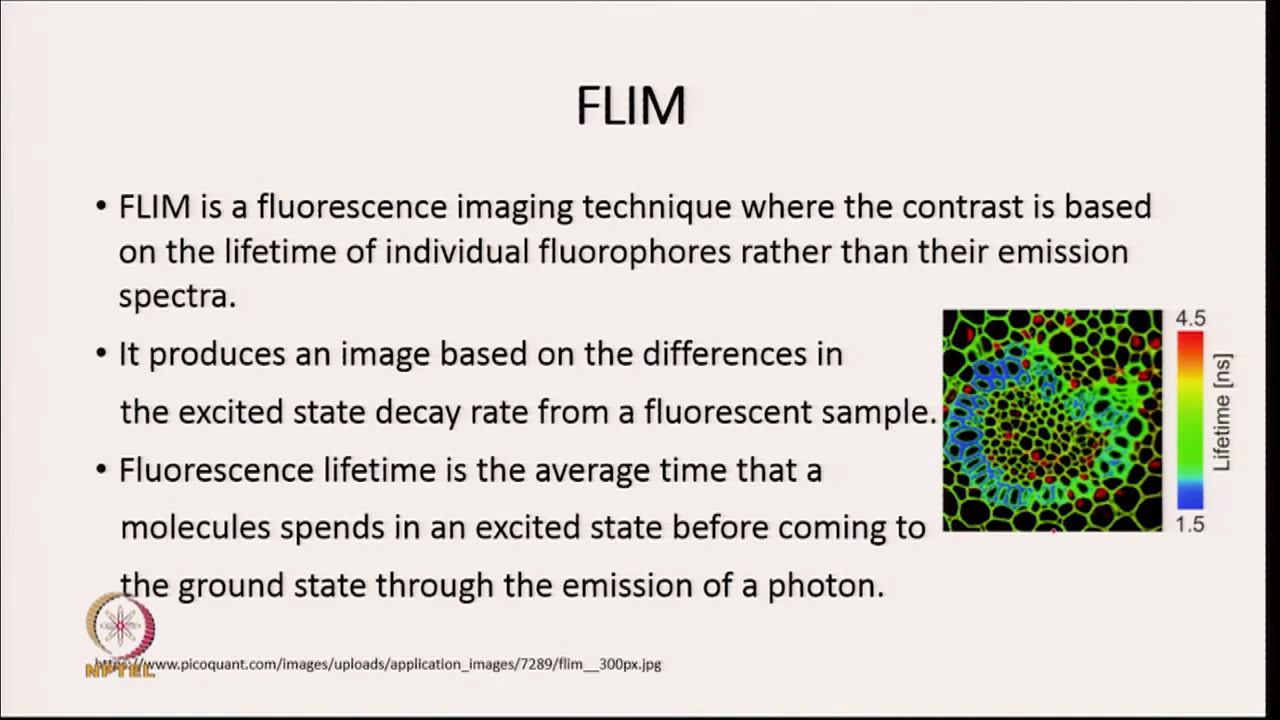 FLIM
• FLIM is a fluorescence imaging technique where the contrast is based
on the lifetime of individual fluorophores rather than their emission
spectra.
• It produces an image based on the differences in
the excited state decay rate from a fluorescent sample.
• Fluorescence lifetime is the average time that a
molecules spends in an excited state before coming to
the ground state through the emission of a photon.
4.5
Lifetime [ns]
1.5
https://www.picoquant.com/images/uploads/application_images/7289/flim__300px.jpg
NPTEL